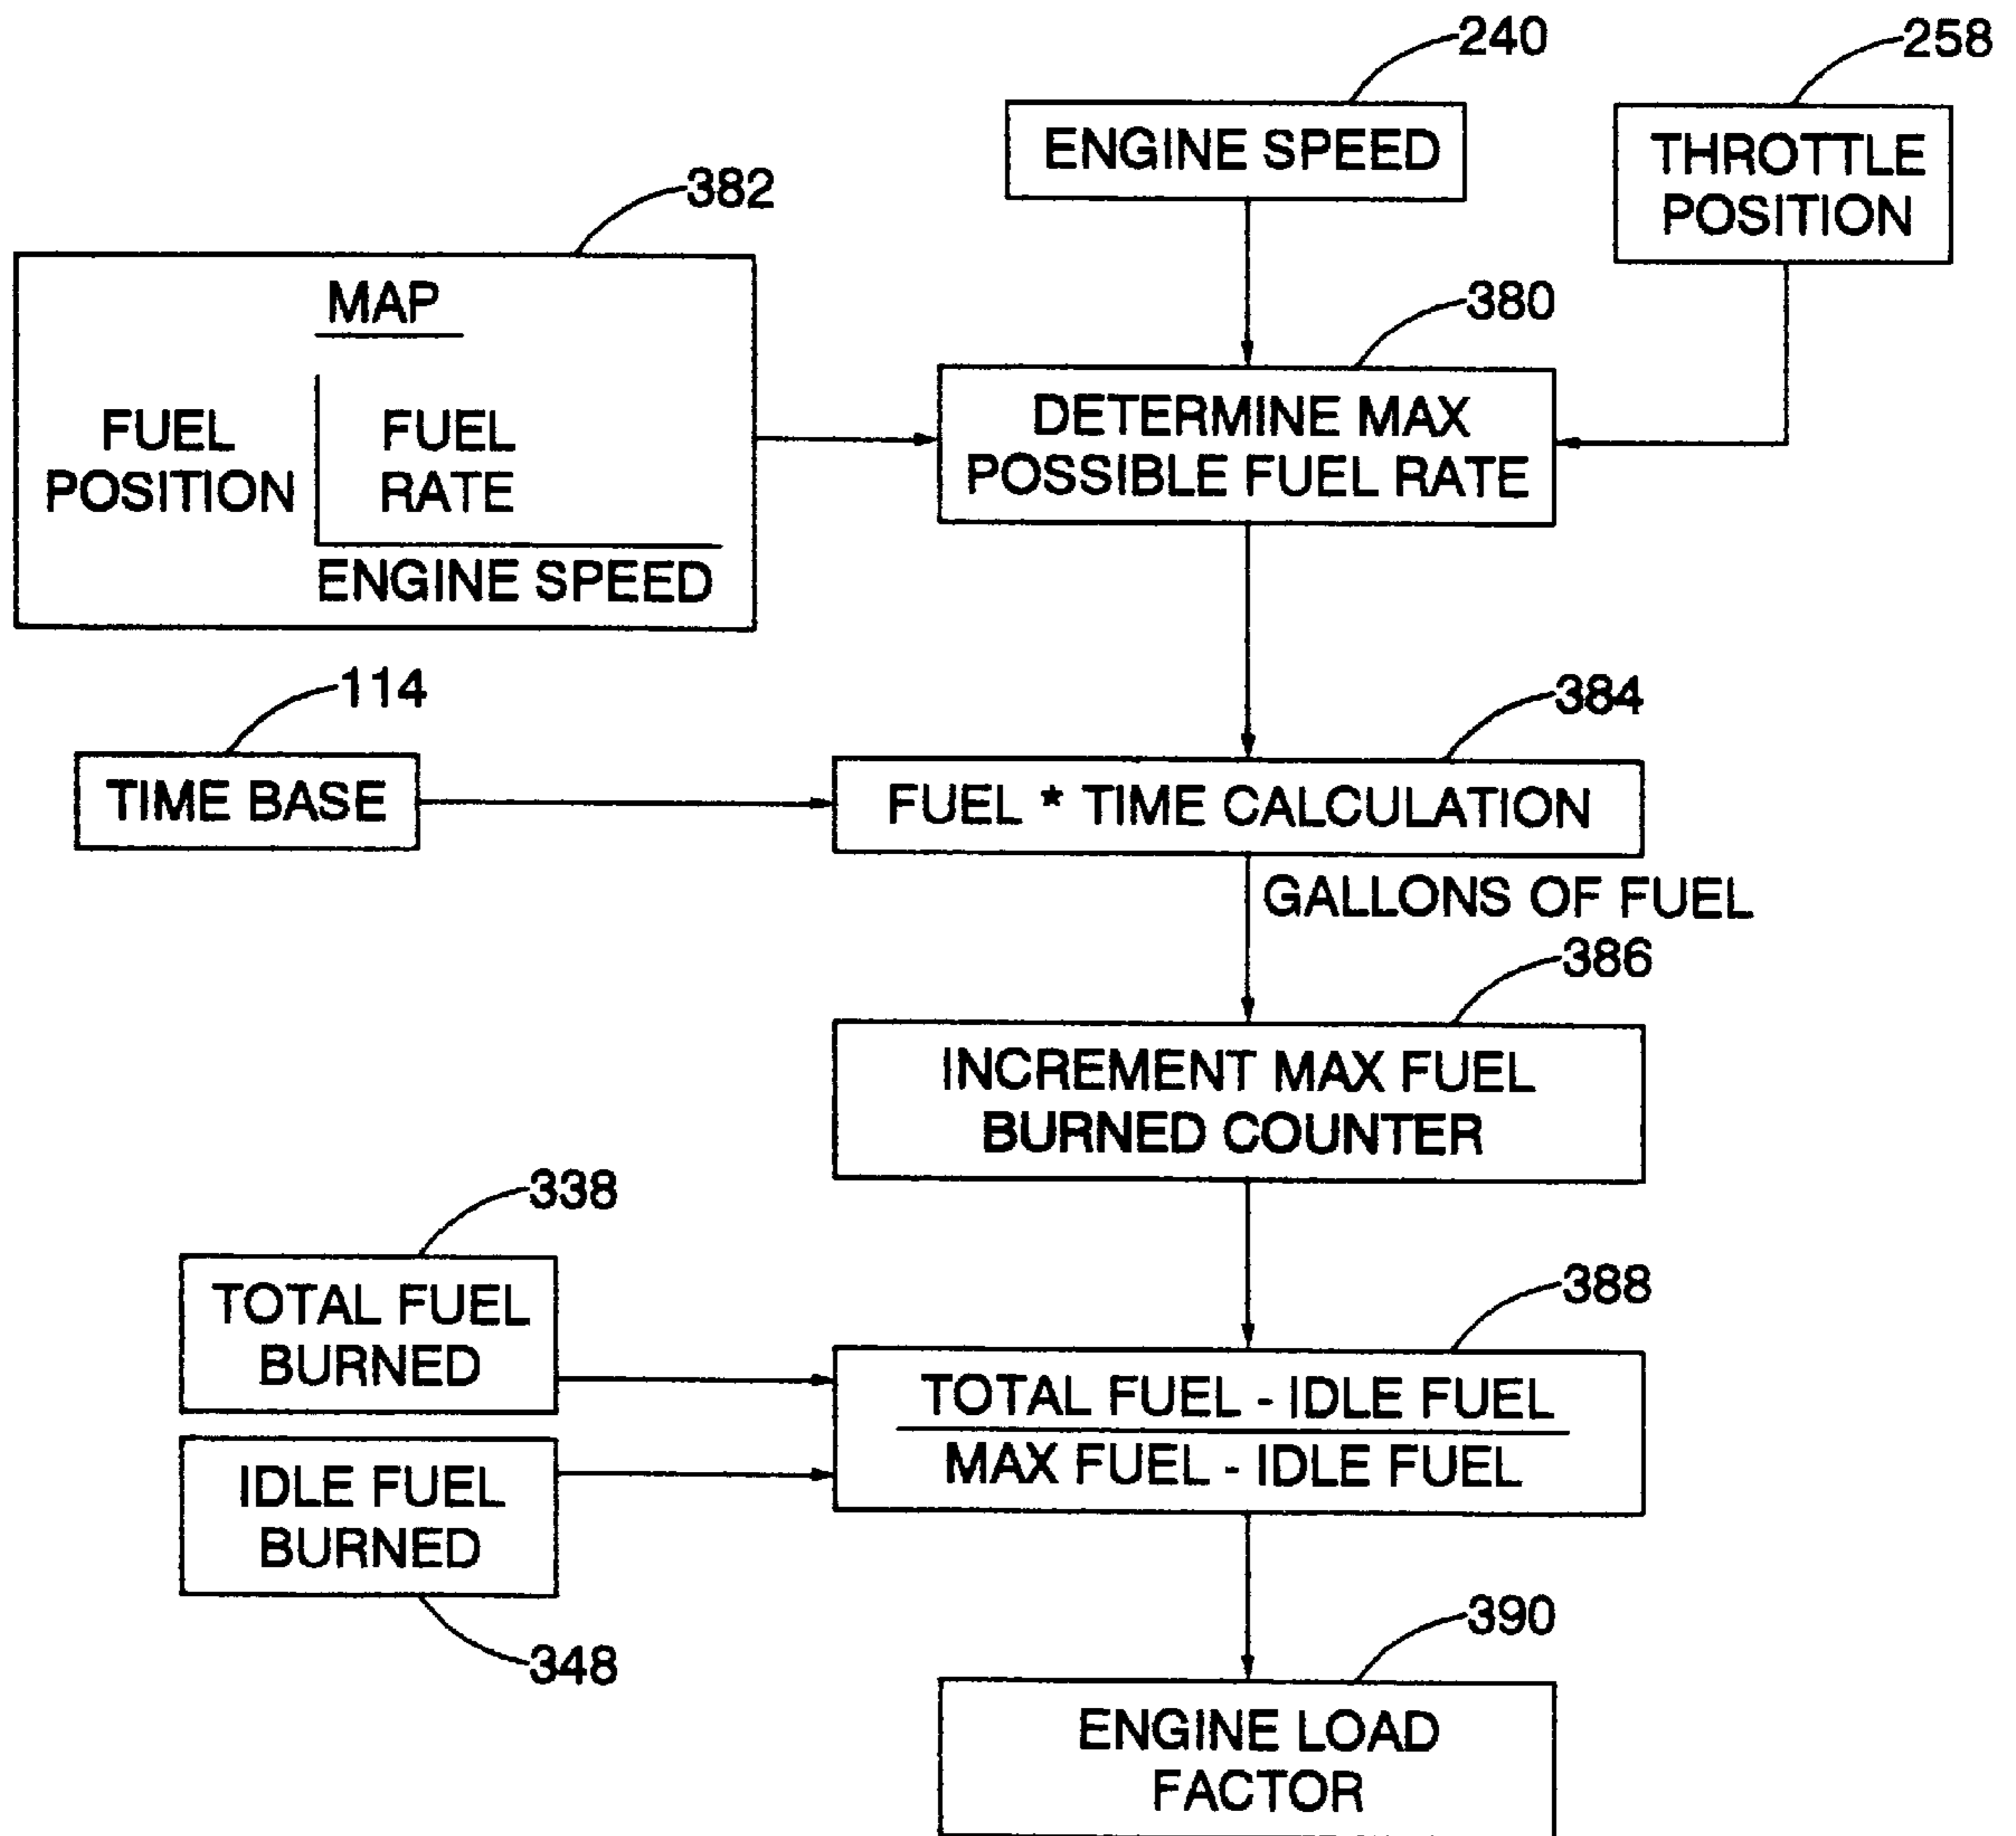 240
258
ENGINE SPEED
THROTTLE
POSITION
382
MAP
FUEL
POSITION
FUEL
RATE
ENGINE SPEED
380
DETERMINE MAX
POSSIBLE FUEL RATE
114
TIME BASE
384
FUEL * TIME CALCULATION
GALLONS OF FUEL
386
INCREMENT MAX FUEL
BURNED COUNTER
338
TOTAL FUEL
BURNED
388
TOTAL FUEL - IDLE FUEL
MAX FUEL - IDLE FUEL
IDLE FUEL
BURNED
348
390
ENGINE LOAD
FACTOR